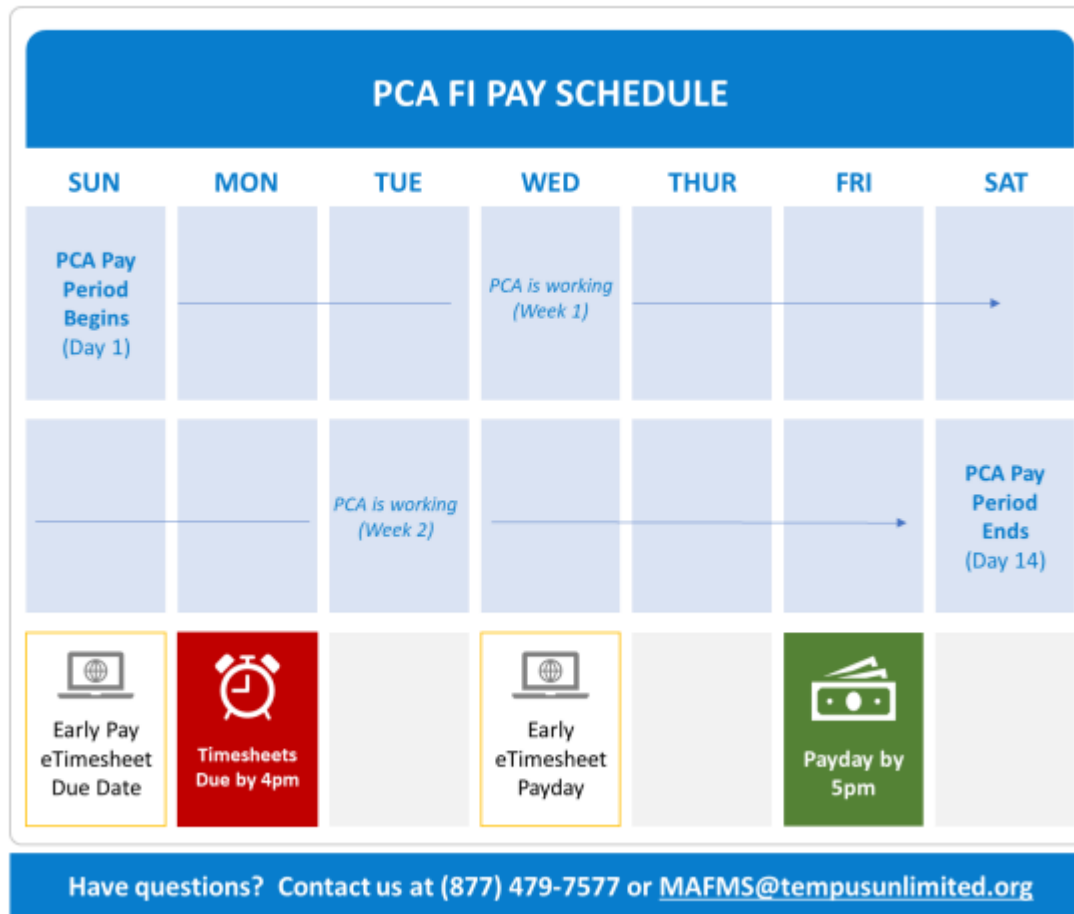 PCA FI PAY SCHEDULE
SUN MON TUE WED THUR FRI SAT
PCA Pay
Period
Begins
(Day 1)
PCA is working
(Week 1)
PCA is working
(Week 2)
PCA Pay
Period
Ends
(Day 14)
Early Pay
eTimesheet
Due Date
Timesheets
Due by 4pm
Early
eTimesheet
Payday
Payday by
5pm
Have questions? Contact us at (877) 479-7577 or MAFMS@tempusunlimited.org